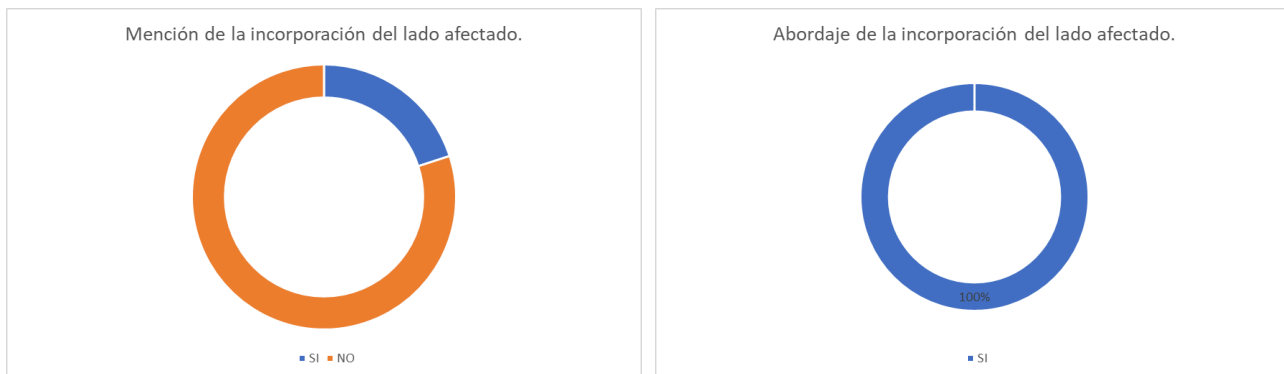 Mención de la incorporación del lado afectado.
SI NO
Abordaje de la incorporación del lado afectado.
100%
SI